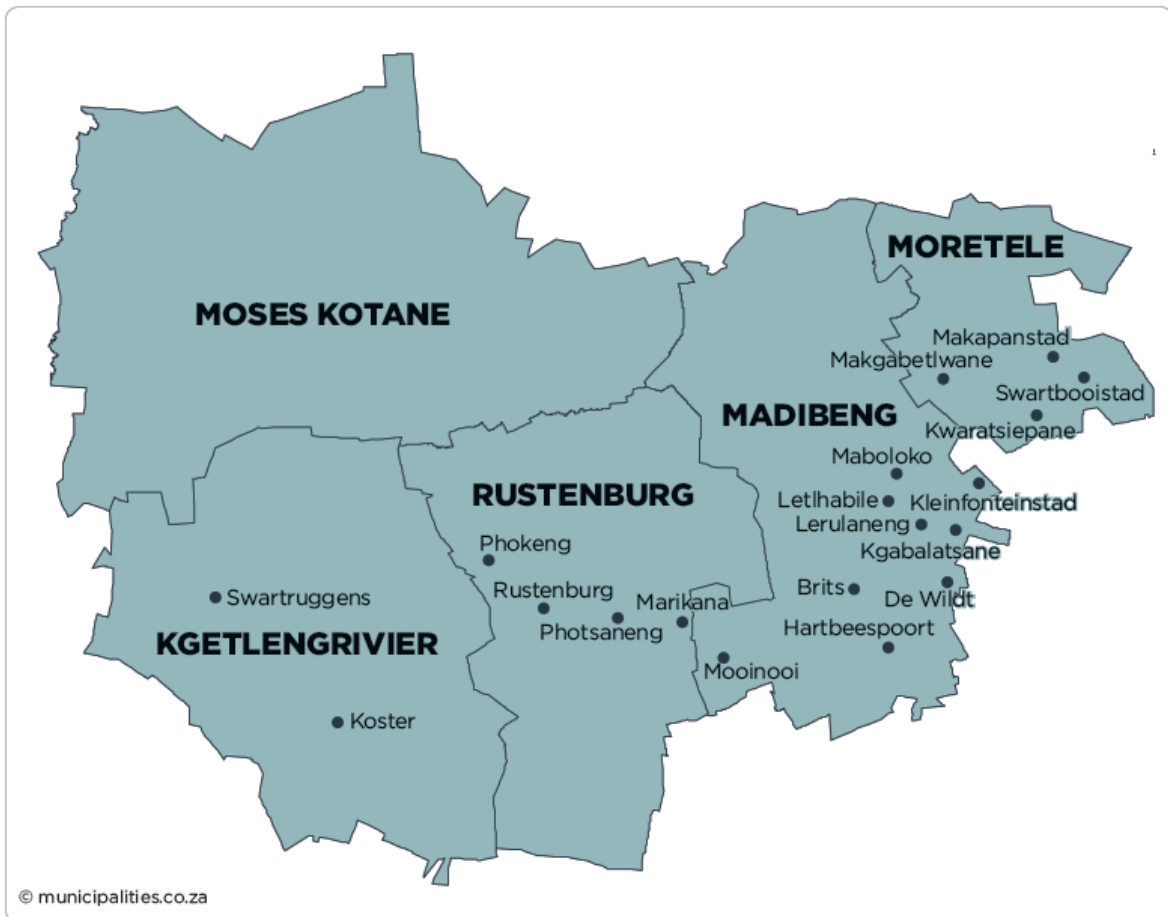 MORETELE
MOSES KOTANE
Makapanstad
Makgabetlwane
Swartbooistad
MADIBENG
Kwaratsiepane
Maboloko
RUSTENBURG
Letlhabile
Kleinfonteinstad
Lerulaneng
Phokeng
Kgabalatsane
Swartruggens
Rustenburg
Marikana
Brits
De Wildt
Photsaneng
Hartbeespoort
KGETLENGRIVIER
Mooinooi
Koster
© municipalities.co.za